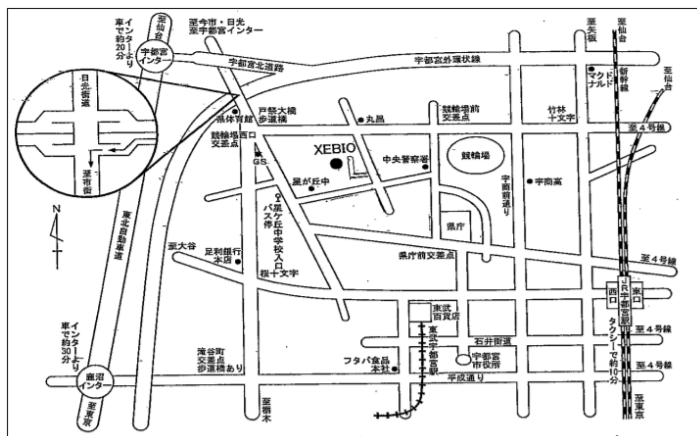 至仙台
インターより
車で約20分
宇都宮
インター
至今市・日光
至宇都宮インター
宇都宮北道路
宇都宮外環状線
至矢板
至仙台
新幹線
至仙台
マクドナルド
日光街道
至市街
県体育館
戸祭大橋
歩道橋
丸昌
競輪場前
交差点
竹林
十文字
至4号線
競輪場西口
交差点
GS
XEBIO
中央警察署
競輪場
星が丘中
宇商高
宇商前通り
N
東北自動車道
星ケ丘中学校入口
バス停
県庁
至大谷
足利銀行
本店
桜十文字
県庁前交差点
至4号線
西口
JR宇都宮駅
東口
タクシーで約10分
東武
百貨店
東武宇都宮駅
石井街道
至4号線
インターより
車で約30分
滝谷町
交差点
歩道橋あり
フタバ食品
本社
宇都宮
市役所
平成通り
至4号線
鹿沼
インター
至東京
至栃木
至東京